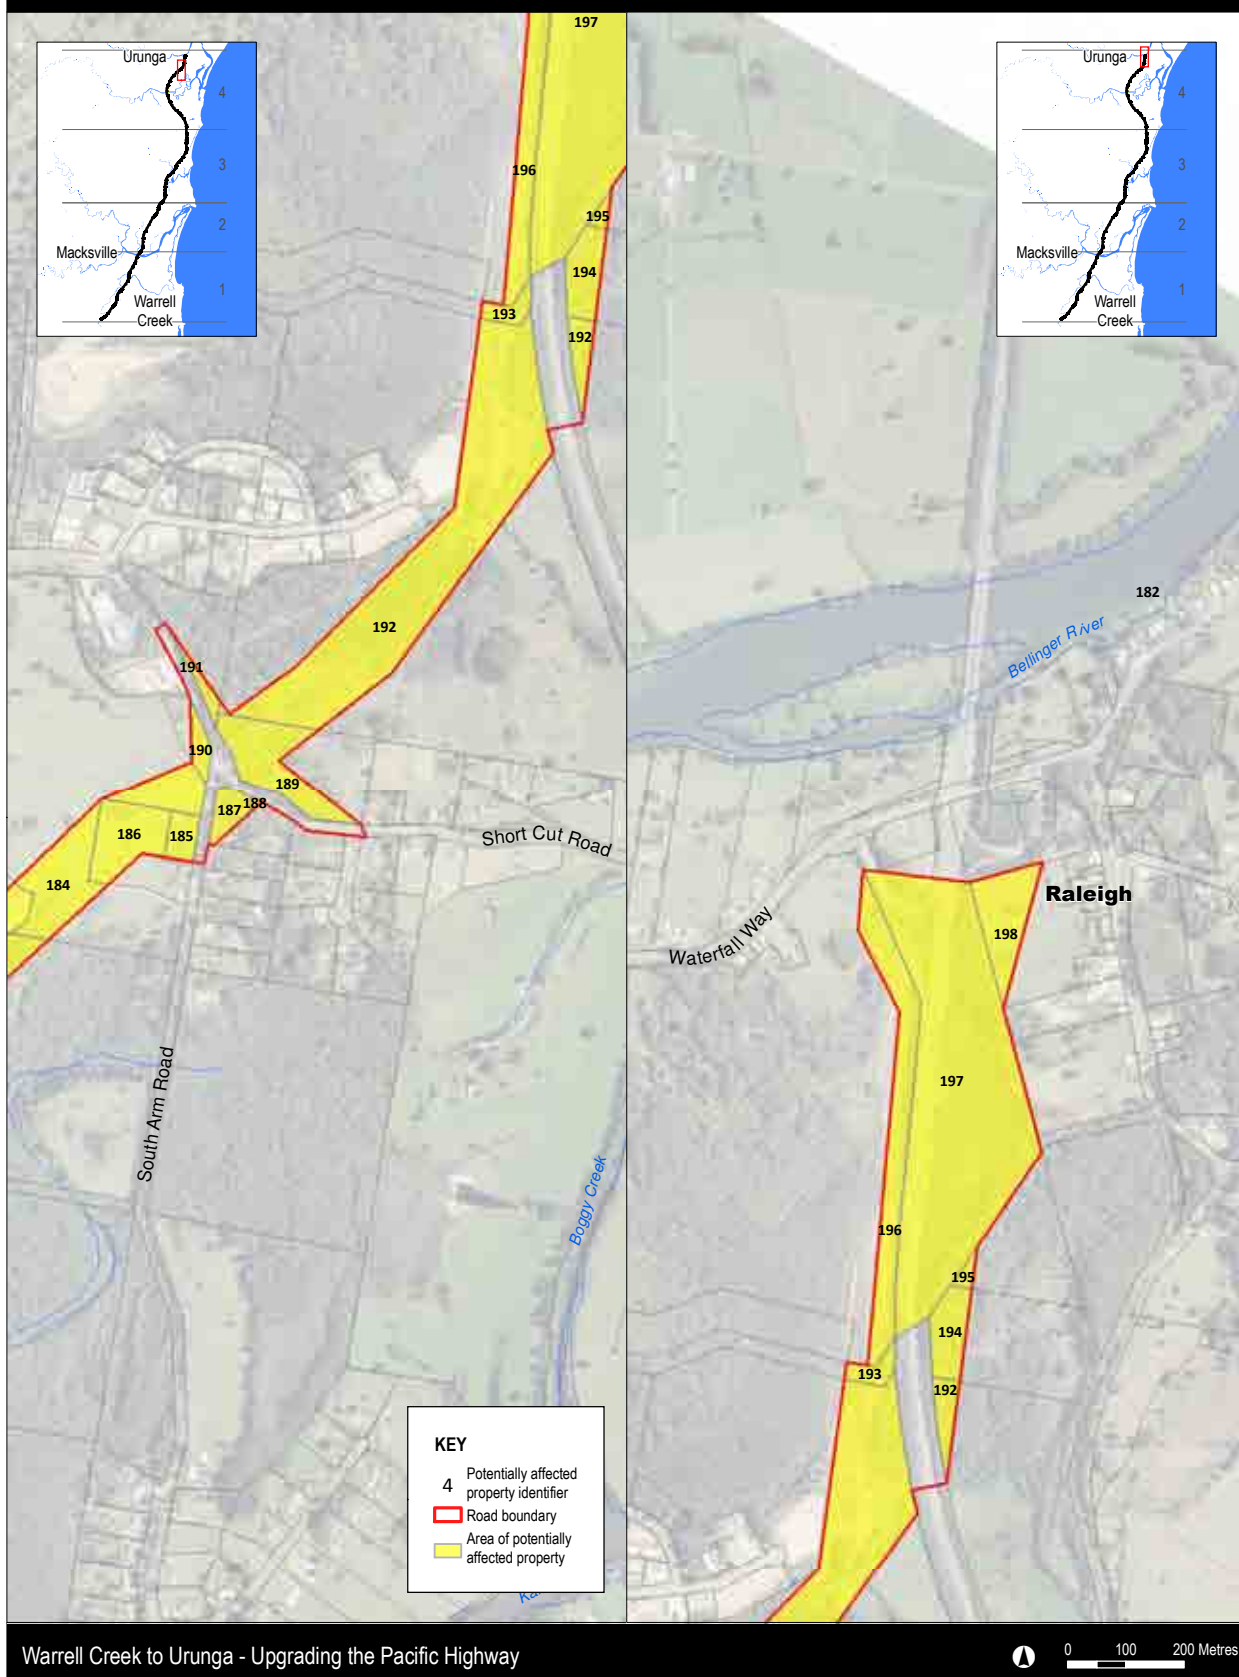 197
Urunga
4
3
2
Macksville
1
Warrell
Creek
196
195
194
193
192
192
191
190
189
188
187
186
185
184
Short Cut Road
South Arm Road
Boggy Creek
KEY
4 Potentially affected
property identifier
Road boundary
Area of potentially
affected property
Urunga
4
3
2
Macksville
1
Warrell
Creek
182
Bellinger River
Raleigh
Waterfall Way
198
197
196
195
194
193
192
Warrell Creek to Urunga - Upgrading the Pacific Highway
0 100 200 Metres